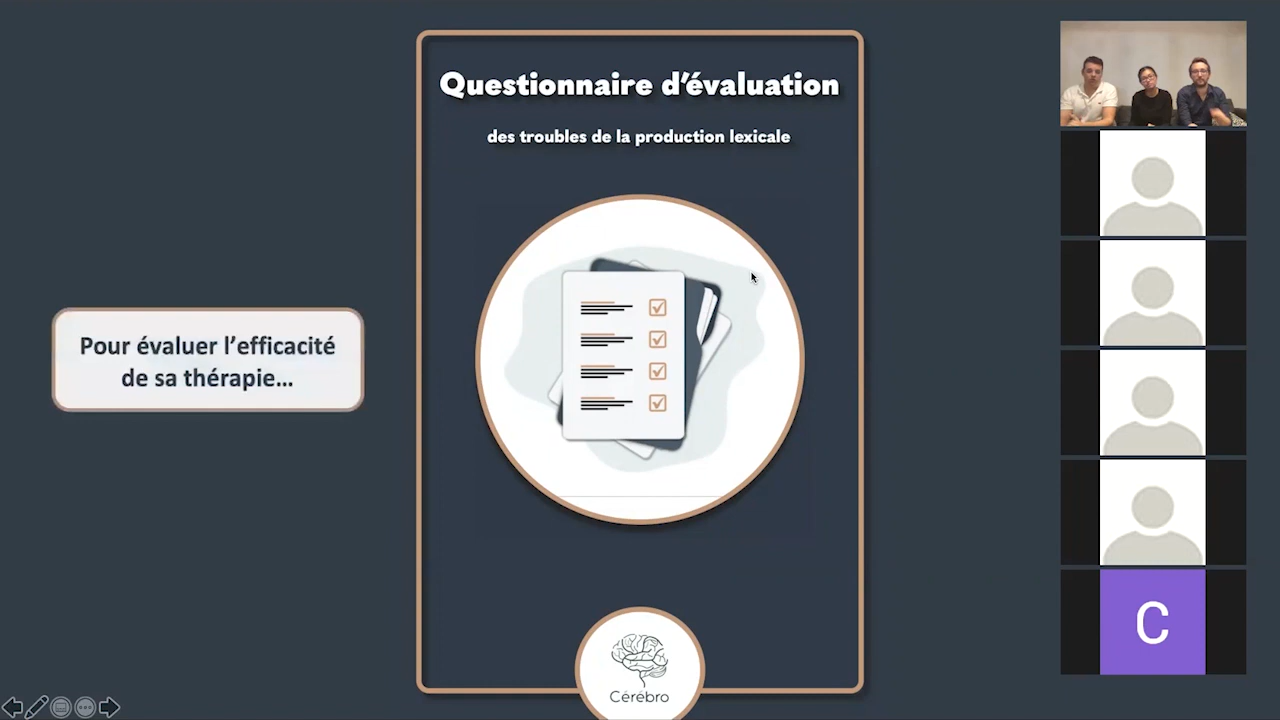 Questionnaire d'évaluation
des troubles de la production lexicale
Pour évaluer l'efficacité
de sa thérapie...
Cérébro
C